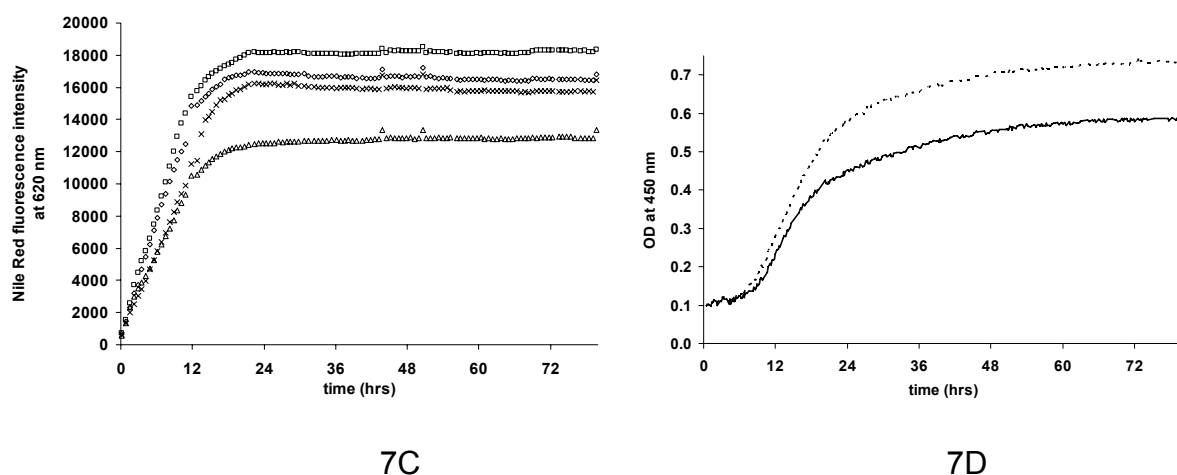 20000
18000
16000
14000
12000
10000
8000
6000
4000
2000
0
Nile Red fluorescence intensity
at 620 nm
0 12 24 36 48 60 72
time (hrs)
7C
0.7
0.6
0.5
0.4
0.3
0.2
0.1
0.0
OD at 450 nm
0 12 24 36 48 60 72
time (hrs)
7D